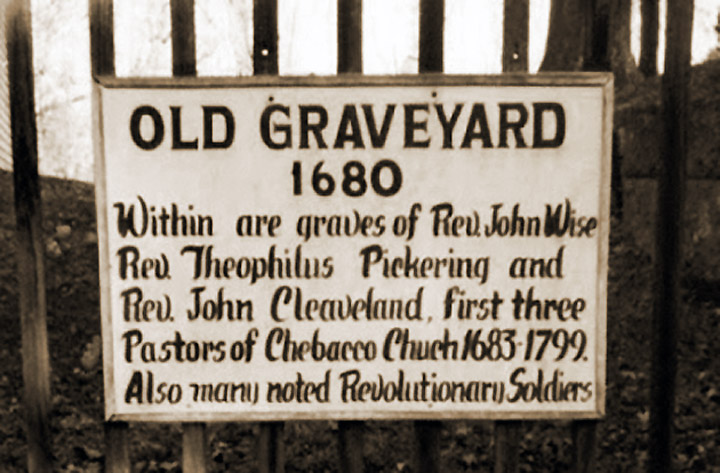 OLD GRAVEYARD
1680
Within are graves of Rev. John Wise
Rev. Theophilus Pickering and
Rev. John Cleaveland, first three
Pastors of Chebacco Chuch 1683-1799.
Also many noted Revolutionary Soldiers